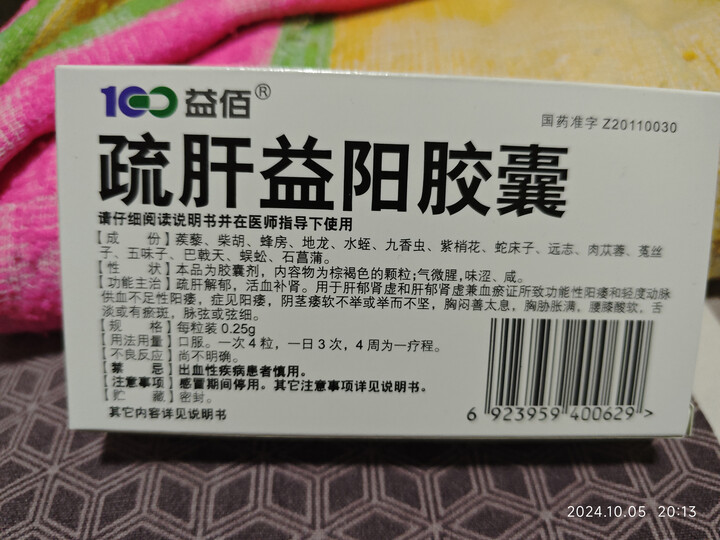 100 益佰®
国药准字 Z20110030
疏肝益阳胶囊
请仔细阅读说明书并在医师指导下使用
【成 份】蒺藜、柴胡、蜂房、地龙、水蛭、九香虫、紫梢花、蛇床子、远志、肉苁蓉、菟丝
子、五味子、巴戟天、蜈蚣、石菖蒲。
【性 状】本品为胶囊剂，内容物为棕褐色的颗粒；气微腥，味涩、咸。
【功能主治】疏肝解郁，活血补肾。用于肝郁肾虚和肝郁肾虚兼血瘀证所致功能性阳痿和轻度动脉
供血不足性阳痿，症见阳痿，阴茎痿软不举或举而不坚，胸闷善太息，胸胁胀满，腰膝酸软，舌
淡或有瘀斑，脉弦或弦细。
【规 格】每粒装 0.25g
【用法用量】口服。一次 4 粒，一日 3 次，4 周为一疗程。
【不良反应】尚不明确。
【禁 忌】出血性疾病患者慎用。
【注意事项】感冒期间停用。其它注意事项详见说明书。
【贮 藏】密封。
其它内容详见说明书
6 923959 400629 >
2024.10.05 20:13